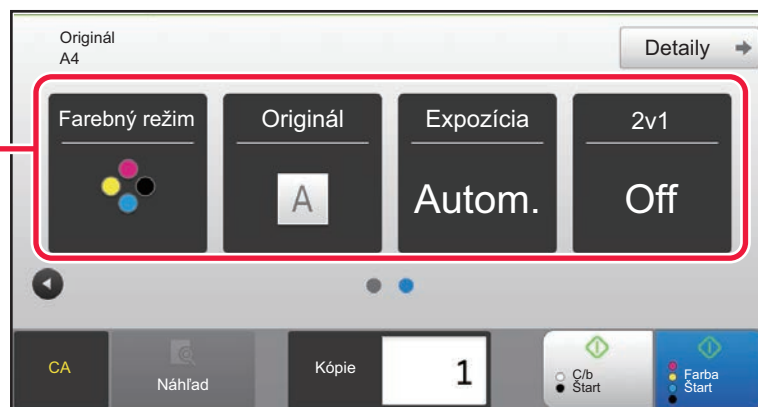 Originál
A4
Detaily
Farebný režim
Originál
Expozícia
2v1
A
Autom.
Off
CA
Náhľad
Kópie
1
Č/b
Štart
Farba
Štart